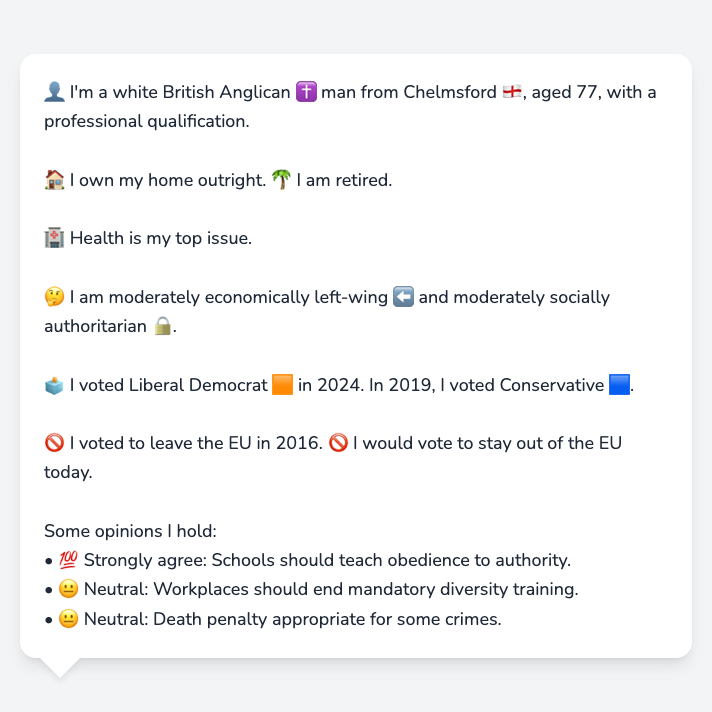 👤 I'm a white British Anglican ✝️ man from Chelmsford 🏴󠁧󠁢󠁥󠁮󠁧󠁿, aged 77, with a
professional qualification.
🏠 I own my home outright. 🌴 I am retired.
🏥 Health is my top issue.
🤔 I am moderately economically left-wing ⬅️ and moderately socially
authoritarian 🔒.
🗳️ I voted Liberal Democrat 🟧 in 2024. In 2019, I voted Conservative 🟦.
🚫 I voted to leave the EU in 2016. 🚫 I would vote to stay out of the EU
today.
Some opinions I hold:
• 💯 Strongly agree: Schools should teach obedience to authority.
• 😐 Neutral: Workplaces should end mandatory diversity training.
• 😐 Neutral: Death penalty appropriate for some crimes.